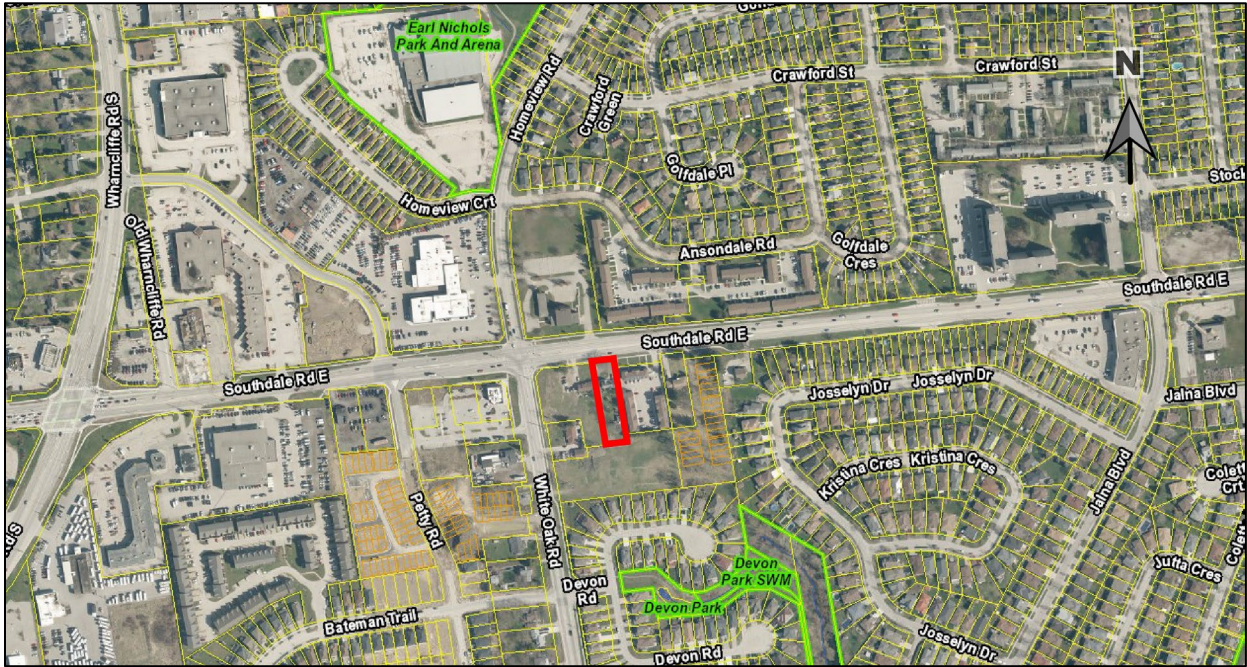 Earl Nichols
Park And Arena
Crawford St
Crawford St
N
Homeview Rd
Crawford
Green
Wharncliffe Rd S
Golfdale Pl
Homeview Crt
Old Wharncliffe Rd
Ansondale Rd
Golfdale
Cres
Southdale Rd E
Southdale Rd E
Southdale Rd E
Josselyn Dr
Josselyn Dr
Jalna Blvd
Kristina Cres
Kristina Cres
Jalna Blvd
Petty Rd
White Oak Rd
Devon
Rd
Devon
Park SWM
Devon Park
Jutta Cres
Bateman Trail
Devon Rd
Josselyn Dr